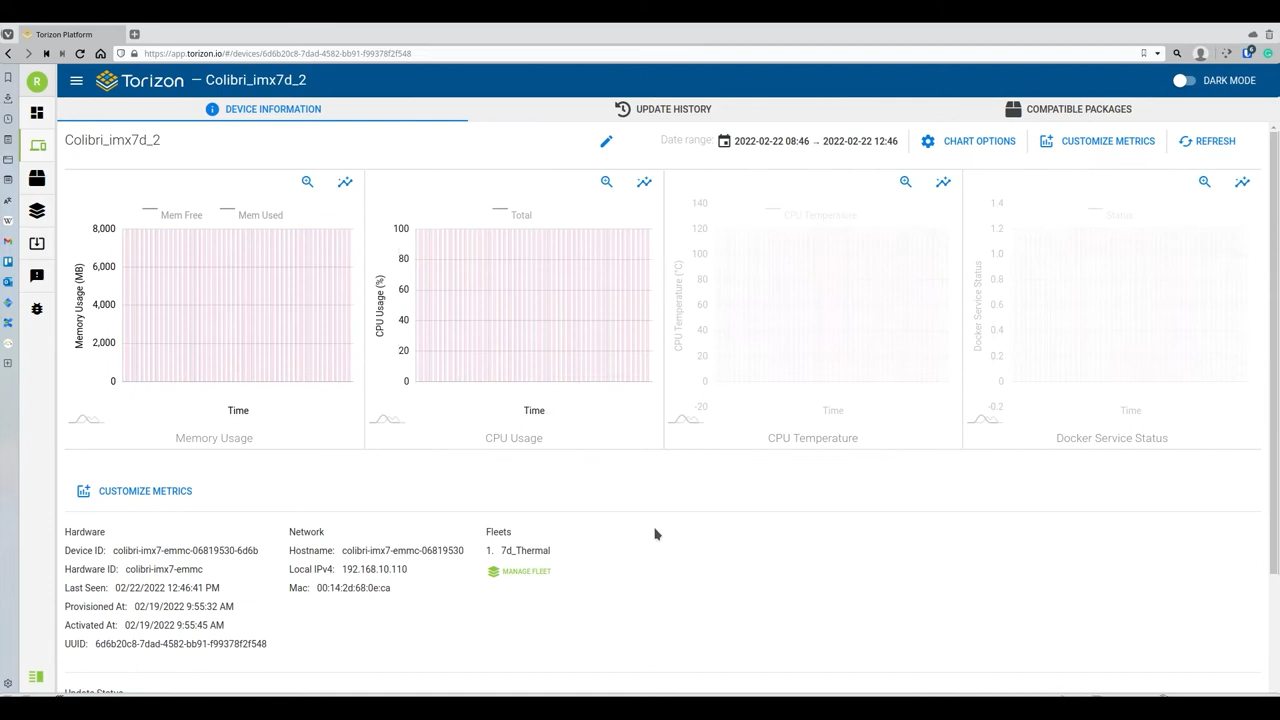 Torizon Platform
https://app.torizon.io/#/devices/6d6b20c8-7dad-4582-bb91-f99378f2f548
R
Torizon — Colibri_imx7d_2
DARK MODE
DEVICE INFORMATION
UPDATE HISTORY
COMPATIBLE PACKAGES
Colibri_imx7d_2
Date range: 2022-02-22 08:46 → 2022-02-22 12:46
CHART OPTIONS
CUSTOMIZE METRICS
REFRESH
Mem Free Mem Used
8,000
6,000
4,000
2,000
0
Memory Usage (MB)
Time
Memory Usage
Total
100
80
60
40
20
0
CPU Usage (%)
Time
CPU Usage
CPU Temperature
140
120
100
80
60
40
20
0
-20
CPU Temperature (°C)
Time
CPU Temperature
Status
1.4
1.2
1.0
0.8
0.6
0.4
0.2
0
-0.2
Docker Service Status
Time
Docker Service Status
CUSTOMIZE METRICS
Hardware
Device ID: colibri-imx7-emmc-06819530-6d6b
Hardware ID: colibri-imx7-emmc
Last Seen: 02/22/2022 12:46:41 PM
Provisioned At: 02/19/2022 9:55:32 AM
Activated At: 02/19/2022 9:55:45 AM
UUID: 6d6b20c8-7dad-4582-bb91-f99378f2f548
Network
Hostname: colibri-imx7-emmc-06819530
Local IPv4: 192.168.10.110
Mac: 00:14:2d:68:0e:ca
Fleets
1. 7d_Thermal
MANAGE FLEET
Update Status